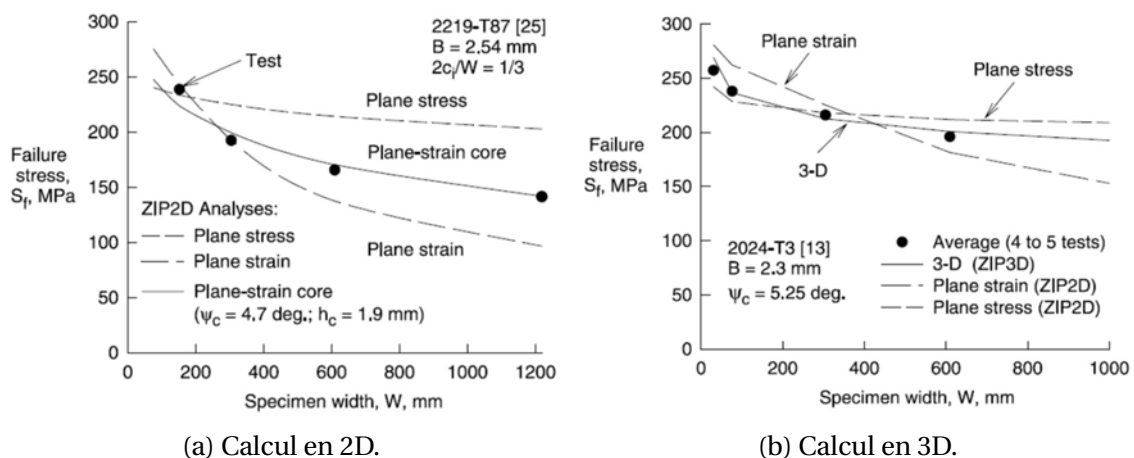 300
250
200
150
100
50
0
Failure
stress,
S_f, MPa
2219-T87 [25]
B = 2.54 mm
2c_i/W = 1/3
Test
Plane stress
Plane-strain core
Plane strain
ZIP2D Analyses:
Plane stress
Plane strain
Plane-strain core
(ψ_c = 4.7 deg.; h_c = 1.9 mm)
0 200 400 600 800 1000 1200
Specimen width, W, mm
(a) Calcul en 2D.
300
250
200
150
100
50
0
Failure
stress,
S_f, MPa
Plane strain
Plane stress
3-D
2024-T3 [13]
B = 2.3 mm
ψ_c = 5.25 deg.
Average (4 to 5 tests)
3-D (ZIP3D)
Plane strain (ZIP2D)
Plane stress (ZIP2D)
0 200 400 600 800 1000
Specimen width, W, mm
(b) Calcul en 3D.